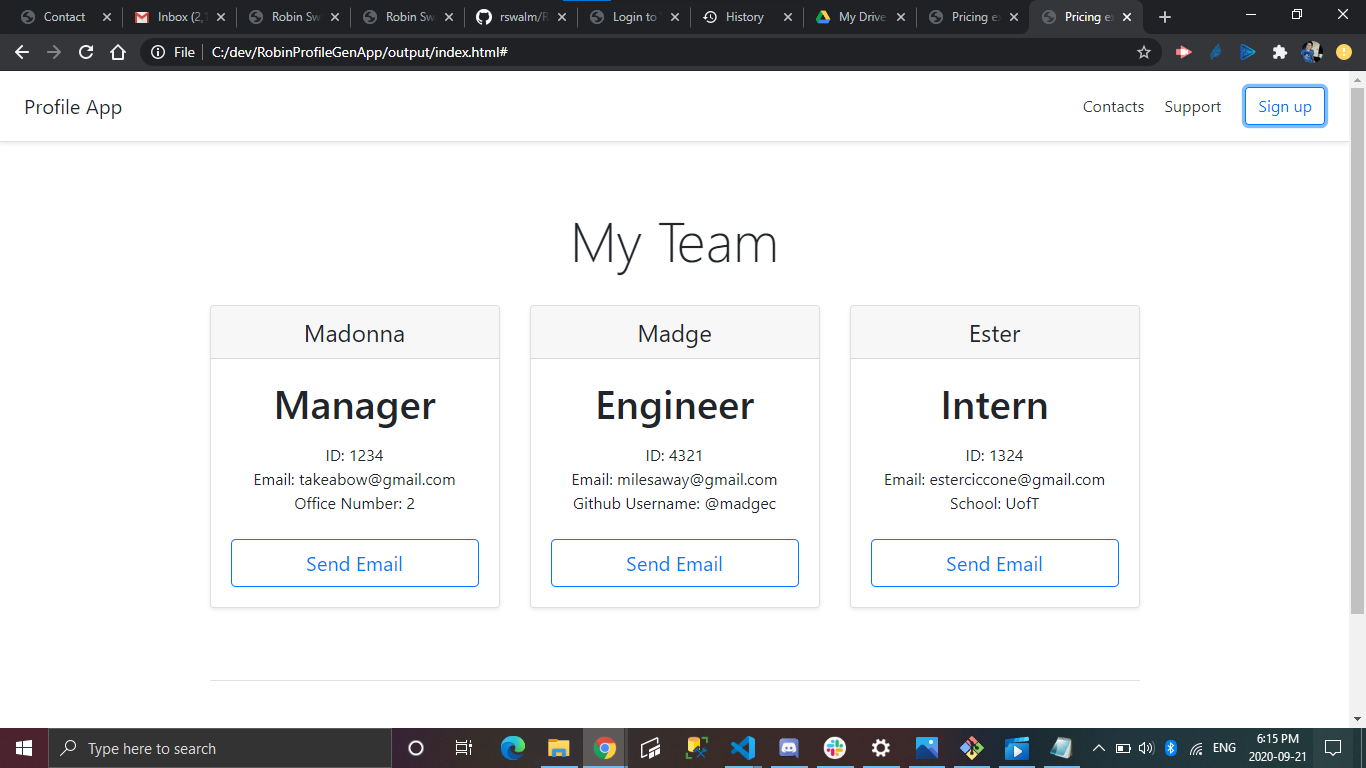 Contact
Inbox (2,
Robin Sw
Robin Sw
rswalm/R
Login to
History
My Drive
Pricing ex
Pricing ex
File
C:/dev/RobinProfileGenApp/output/index.html#
Profile App
Contacts
Support
Sign up
My Team
Madonna
Manager
ID: 1234
Email: takeabow@gmail.com
Office Number: 2
Send Email
Madge
Engineer
ID: 4321
Email: milesaway@gmail.com
Github Username: @madgec
Send Email
Ester
Intern
ID: 1324
Email: esterciccone@gmail.com
School: UofT
Send Email
Type here to search
ENG
6:15 PM
2020-09-21